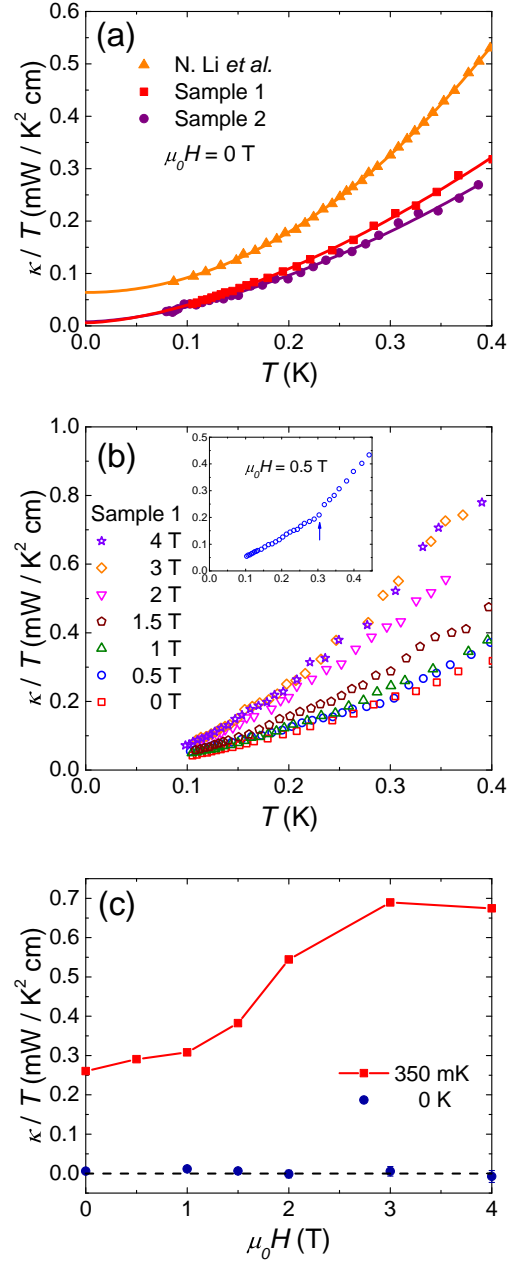 (a)
N. Li et al.
Sample 1
Sample 2
μ₀H = 0 T
κ / T (mW / K² cm)
0.6
0.5
0.4
0.3
0.2
0.1
0.0
0.0 0.1 0.2 0.3 0.4
T (K)
(b)
μ₀H = 0.5 T
0.5
0.4
0.3
0.2
0.1
0.0
0.0 0.1 0.2 0.3 0.4
Sample 1
4 T
3 T
2 T
1.5 T
1 T
0.5 T
0 T
κ / T (mW / K² cm)
1.0
0.8
0.6
0.4
0.2
0.0
0.0 0.1 0.2 0.3 0.4
T (K)
(c)
350 mK
0 K
κ / T (mW / K² cm)
0.7
0.6
0.5
0.4
0.3
0.2
0.1
0.0
0 1 2 3 4
μ₀H (T)